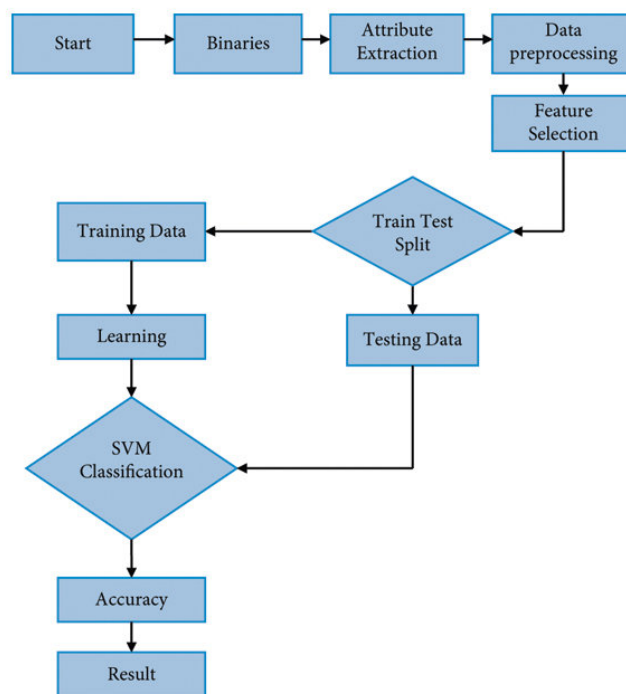 Start
Binaries
Attribute
Extraction
Data
preprocessing
Feature
Selection
Train Test
Split
Training Data
Learning
Testing Data
SVM
Classification
Accuracy
Result